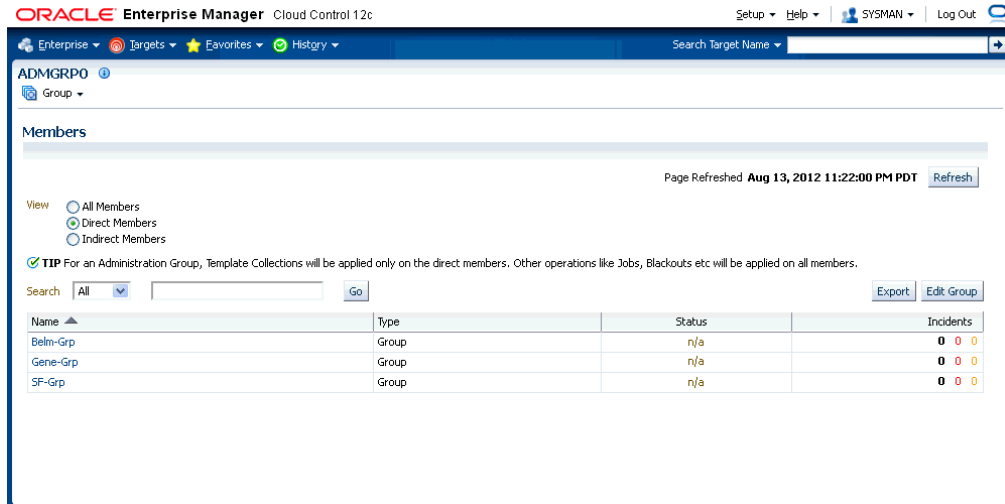 ORACLE Enterprise Manager Cloud Control 12c
Setup Help SYSMAN Log Out
Enterprise Targets Favorites History Search Target Name
ADMGRP0
Group
Members
Page Refreshed Aug 13, 2012 11:22:00 PM PDT Refresh
View All Members
Direct Members
Indirect Members
TIP For an Administration Group, Template Collections will be applied only on the direct members. Other operations like Jobs, Blackouts etc will be applied on all members.
Search All Go Export Edit Group
Name Type Status Incidents
Belm-Grp Group n/a 0 0 0
Gene-Grp Group n/a 0 0 0
SF-Grp Group n/a 0 0 0